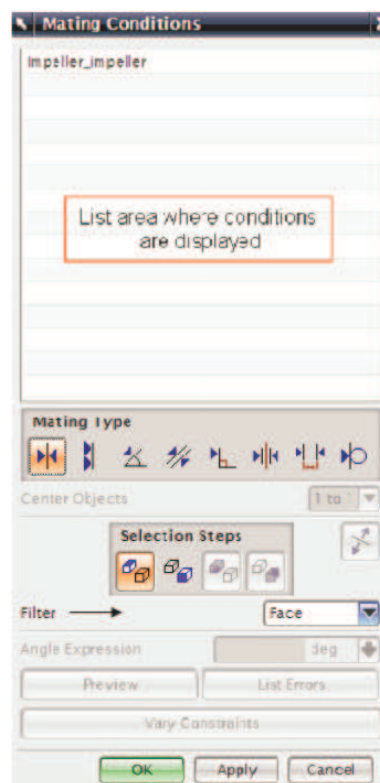 Mating Conditions
Impeller_impeller
List area where conditions
are displayed
Mating Type
Center Objects
1 to
Selection Steps
Filter
Face
Angle Expression
deg
Preview
List Errors
Vary Constraints
OK
Apply
Cancel